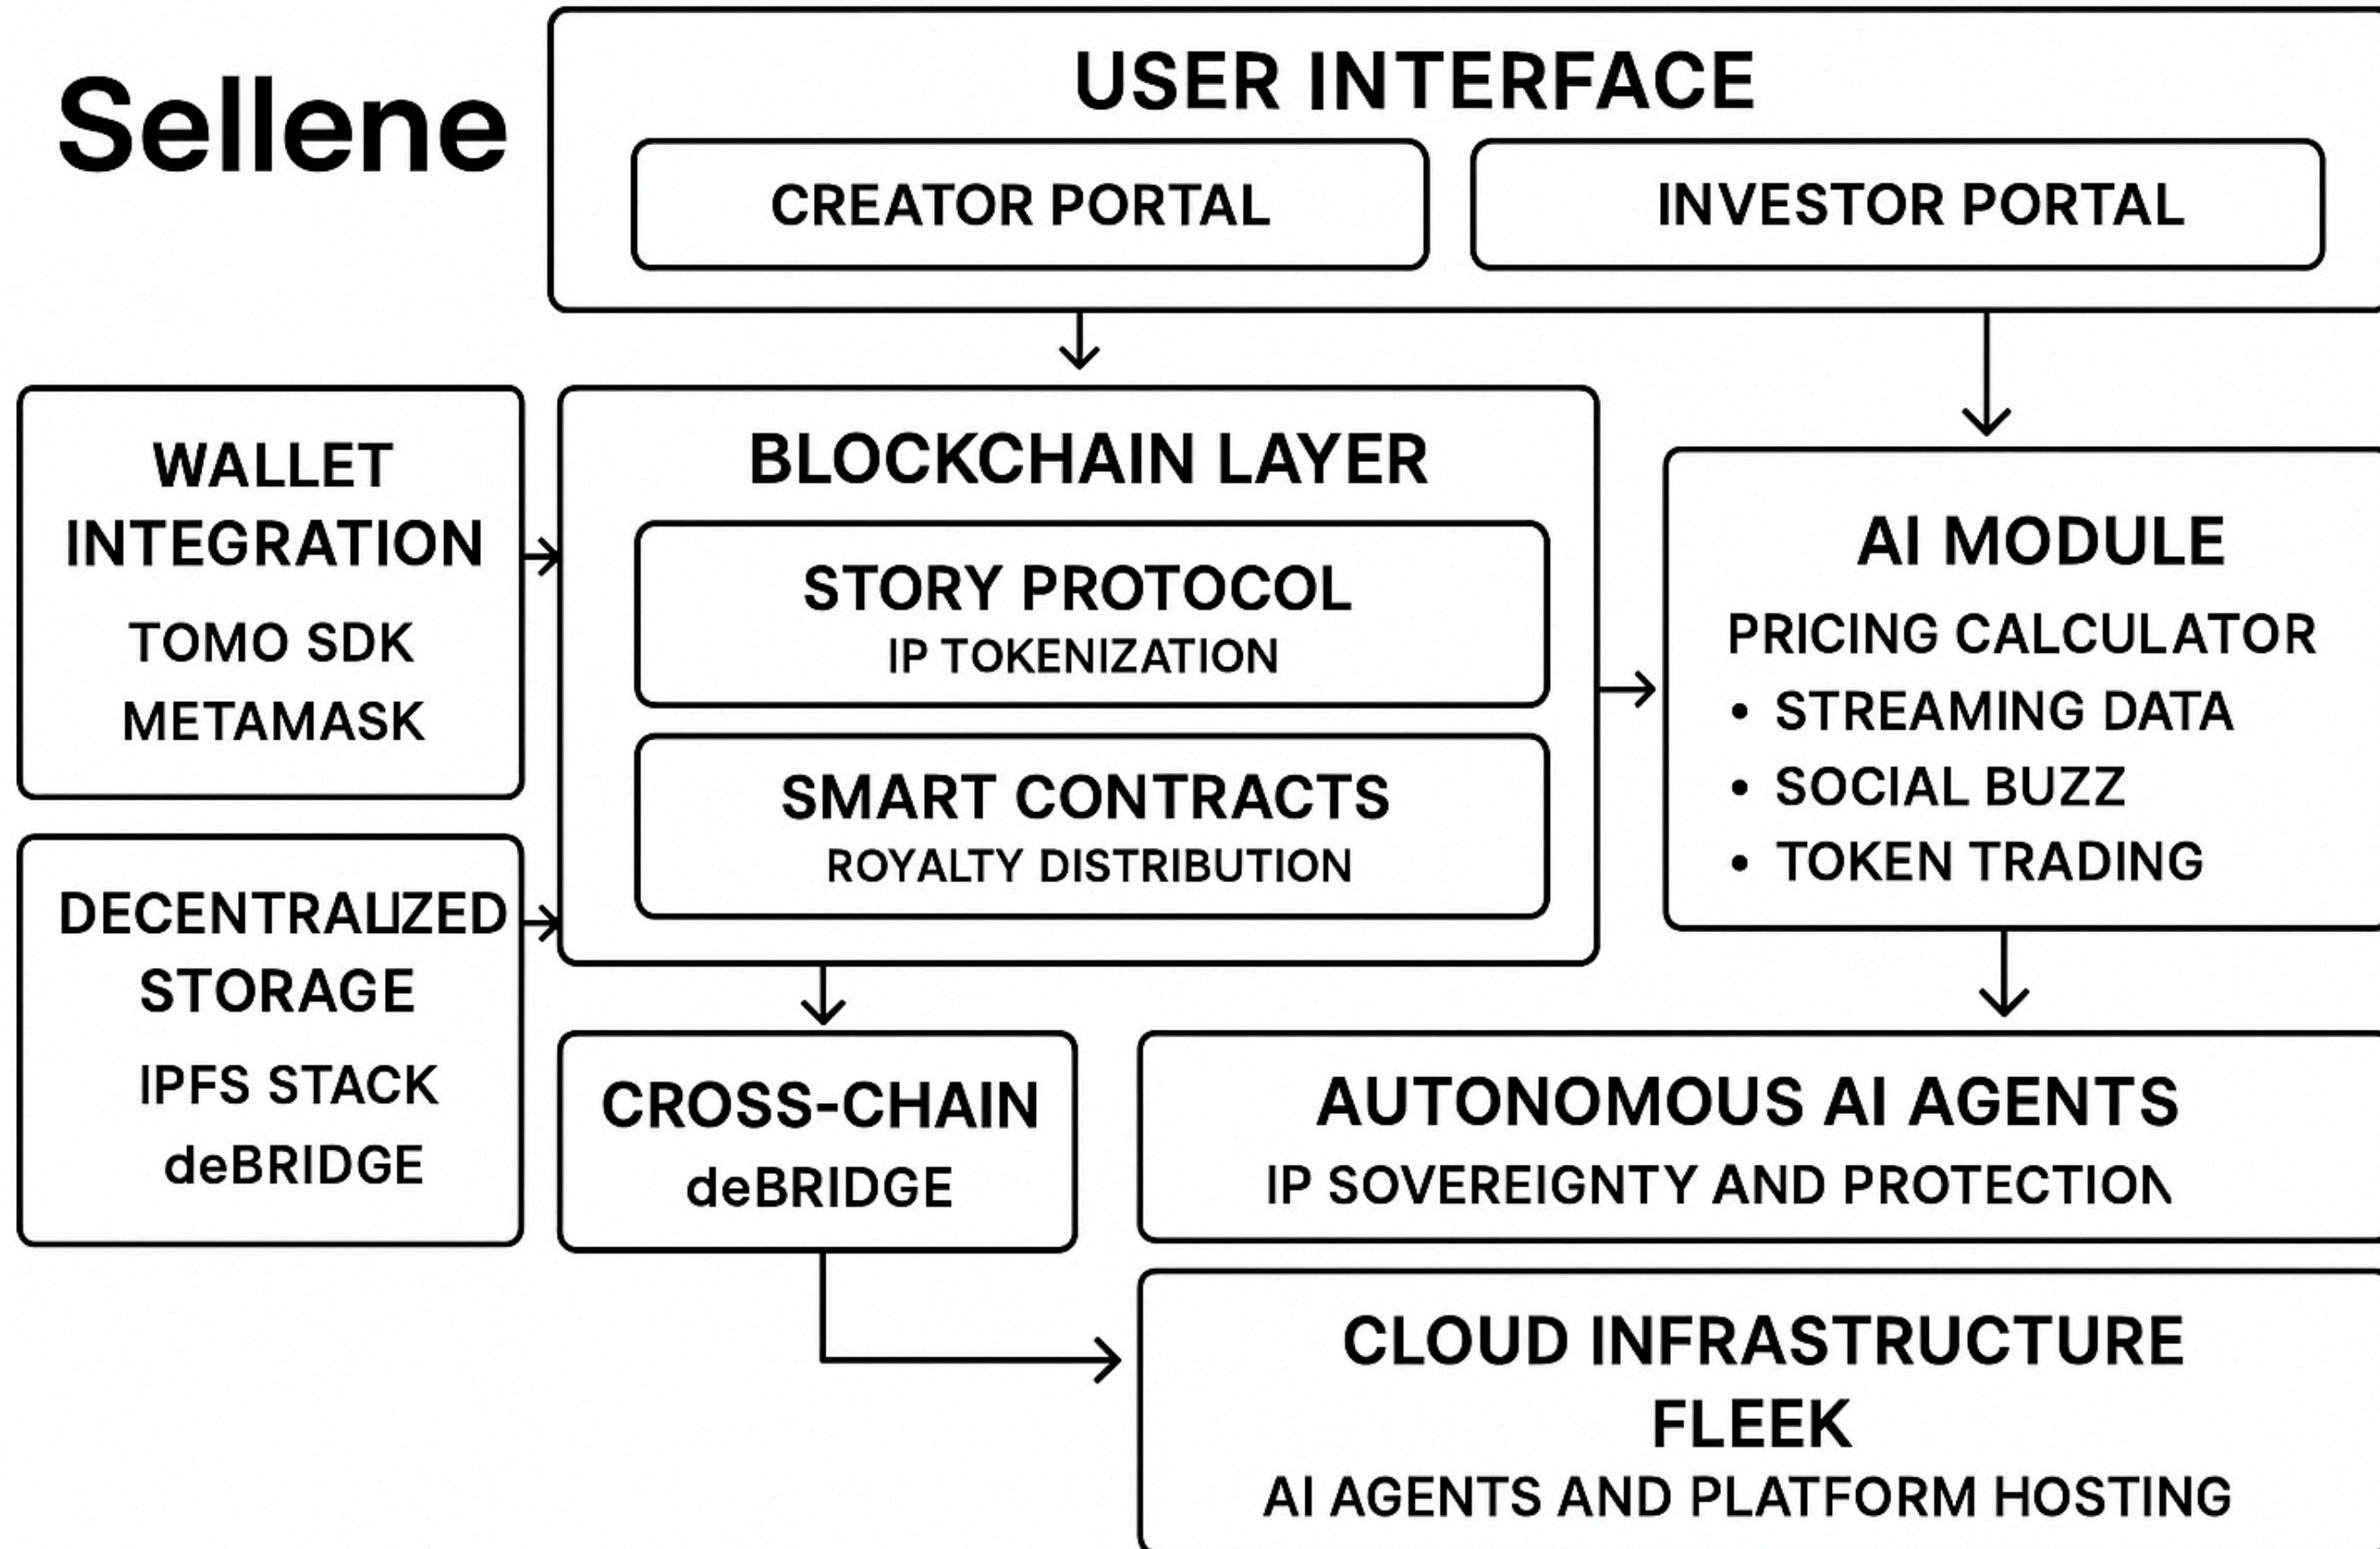 Sellene
USER INTERFACE
CREATOR PORTAL
INVESTOR PORTAL
WALLET
INTEGRATION
TOMO SDK
METAMASK
BLOCKCHAIN LAYER
STORY PROTOCOL
IP TOKENIZATION
SMART CONTRACTS
ROYALTY DISTRIBUTION
AI MODULE
PRICING CALCULATOR
• STREAMING DATA
• SOCIAL BUZZ
• TOKEN TRADING
DECENTRALIZED
STORAGE
IPFS STACK
deBRIDGE
CROSS-CHAIN
deBRIDGE
AUTONOMOUS AI AGENTS
IP SOVEREIGNTY AND PROTECTION
CLOUD INFRASTRUCTURE
FLEEK
AI AGENTS AND PLATFORM HOSTING